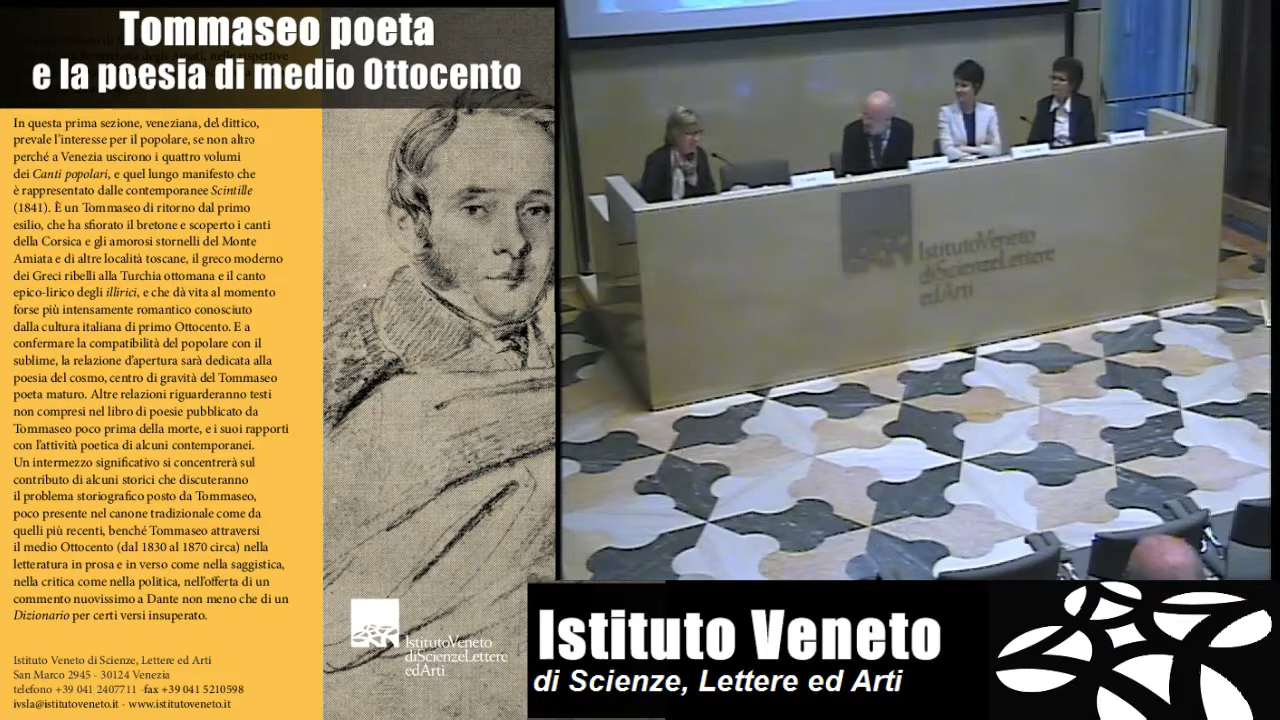 Tommaseo poeta
e la poesia di medio Ottocento
In questa prima sezione, veneziana, del dittico,
prevale l'interesse per il popolare, se non altro
perché a Venezia uscirono i quattro volumi
dei Canti popolari, e quel lungo manifesto che
è rappresentato dalle contemporanee Scintille
(1841). È un Tommaseo di ritorno dal primo
esilio, che ha sfiorato il bretone e scoperto i canti
della Corsica e gli amorosi stornelli del Monte
Amiata e di altre località toscane, il greco moderno
dei Greci ribelli alla Turchia ottomana e il canto
epico-lirico degli illirici, e che dà vita al momento
forse più intensamente romantico conosciuto
dalla cultura italiana di primo Ottocento. E a
confermare la compatibilità del popolare con il
sublime, la relazione d'apertura sarà dedicata alla
poesia del cosmo, centro di gravità del Tommaseo
poeta maturo. Altre relazioni riguarderanno testi
non compresi nel libro di poesie pubblicato da
Tommaseo poco prima della morte, e i suoi rapporti
con l'attività poetica di alcuni contemporanei.
Un intermezzo significativo si concentrerà sul
contributo di alcuni storici che discuteranno
il problema storiografico posto da Tommaseo,
poco presente nel canone tradizionale come da
quelli più recenti, benché Tommaseo attraversi
il medio Ottocento (dal 1830 al 1870 circa) nella
letteratura in prosa e in verso come nella saggistica,
nella critica come nella politica, nell'offerta di un
commento nuovissimo a Dante non meno che di un
Dizionario per certi versi insuperato.
Istituto Veneto di Scienze, Lettere ed Arti
San Marco 2945 - 30124 Venezia
telefono +39 041 2407711 -fax +39 041 5210598
ivsla@istitutoveneto.it - www.istitutoveneto.it
IstitutoVeneto
diScienzeLettere
edArti
IstitutoVeneto
diScienzeLettere
edArti
Istituto Veneto
di Scienze, Lettere ed Arti